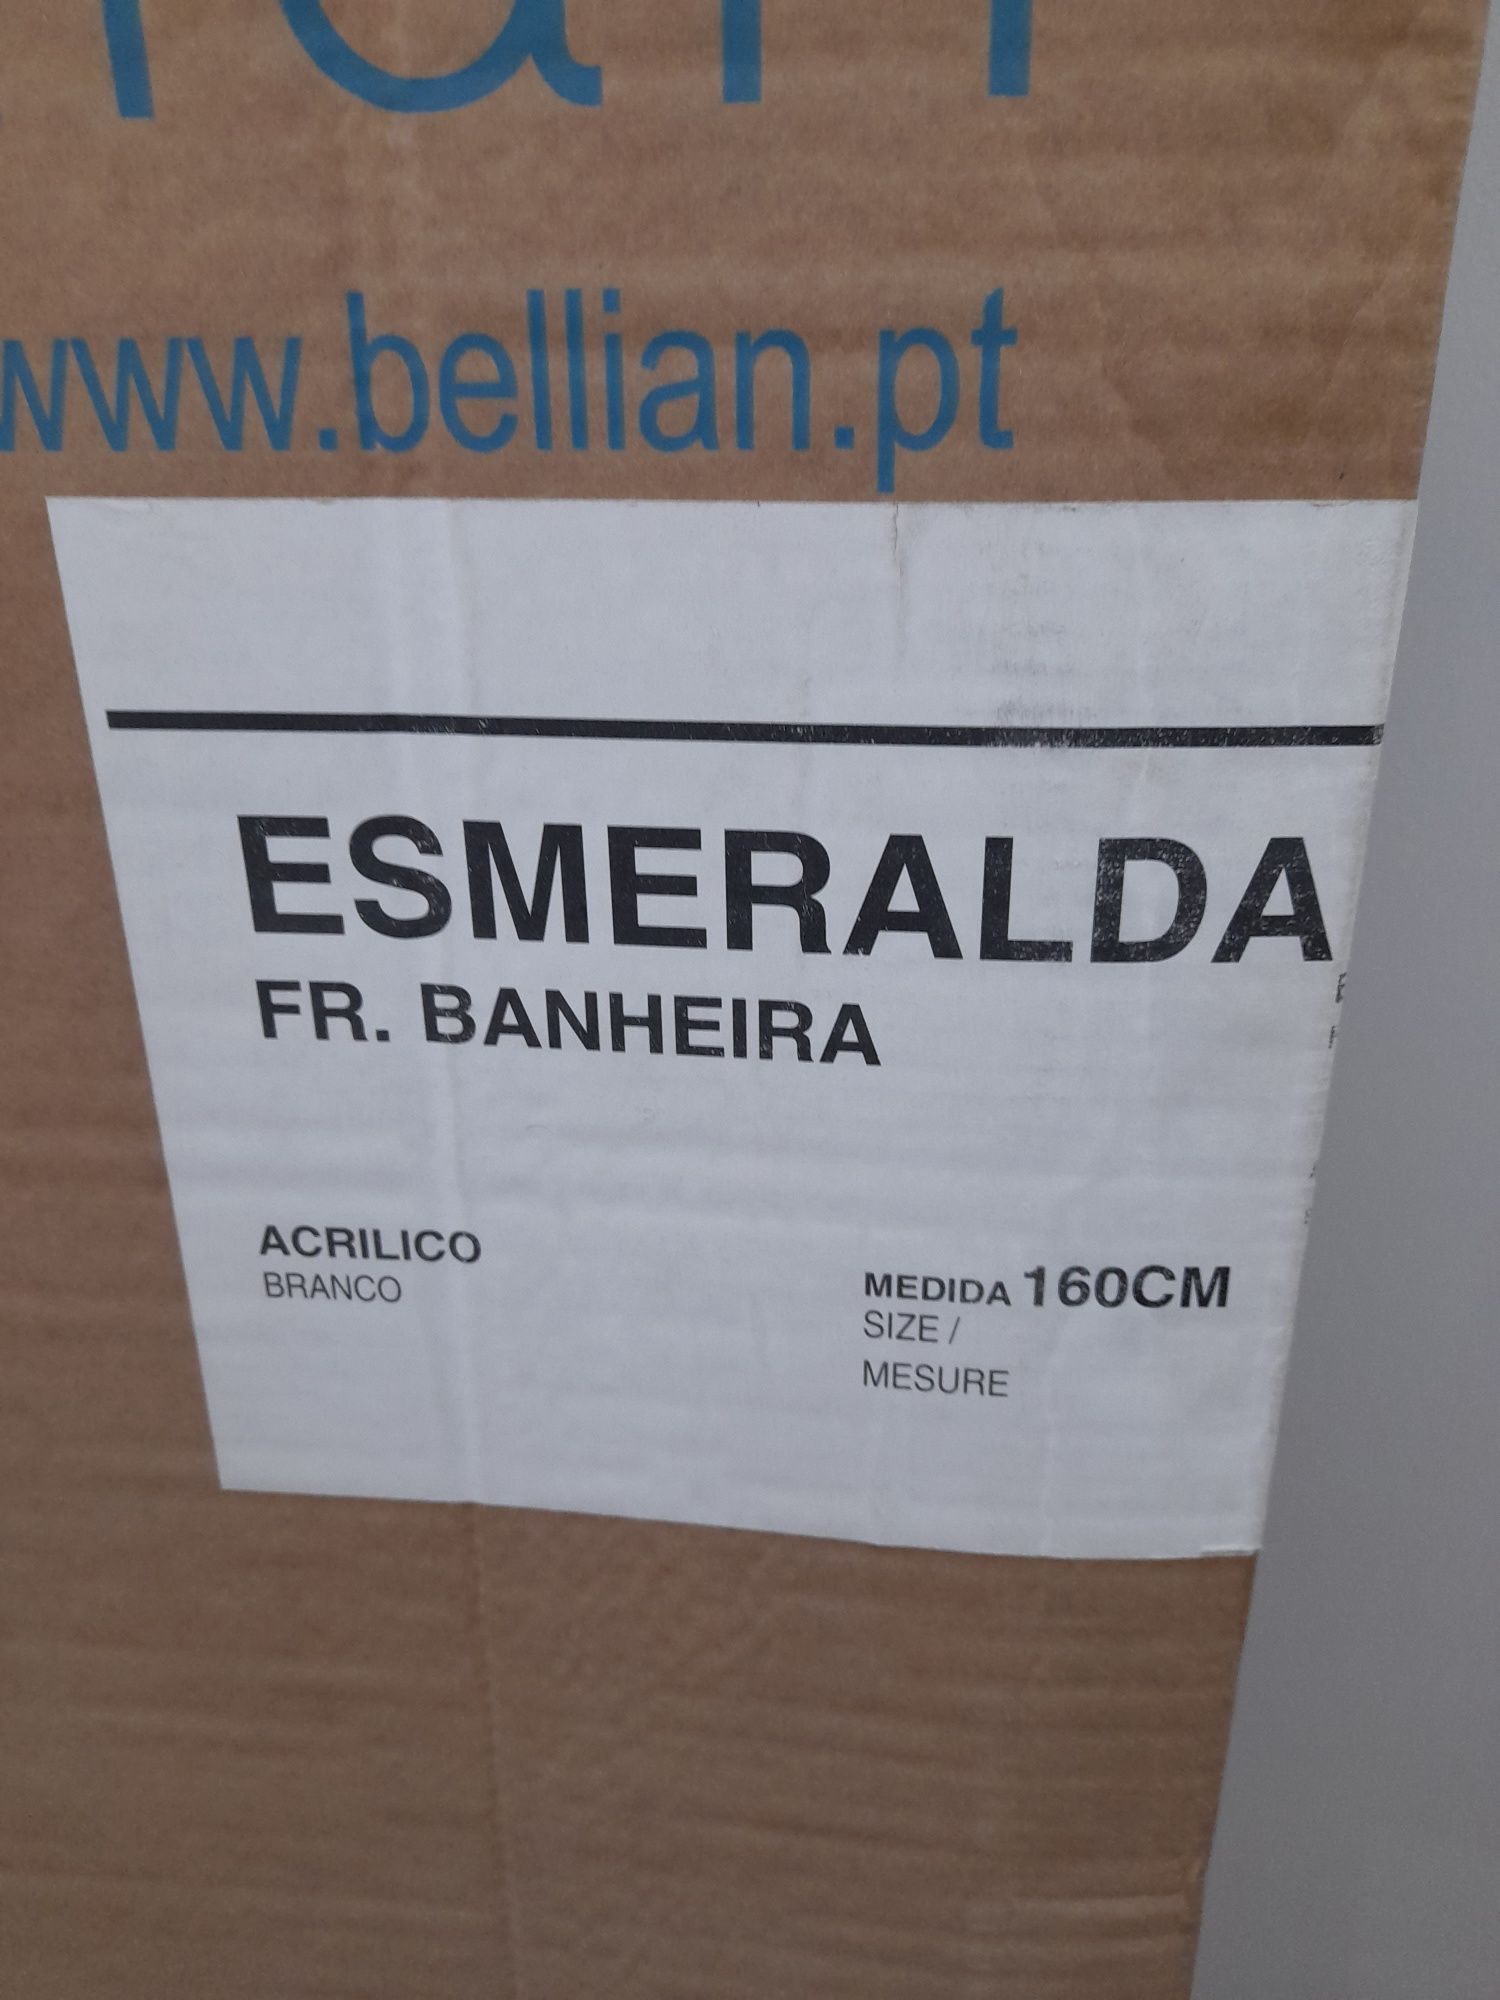 www.bellian.pt
ESMERALDA
FR. BANHEIRA
ACRILICO
BRANCO
MEDIDA 160CM
SIZE /
MESURE